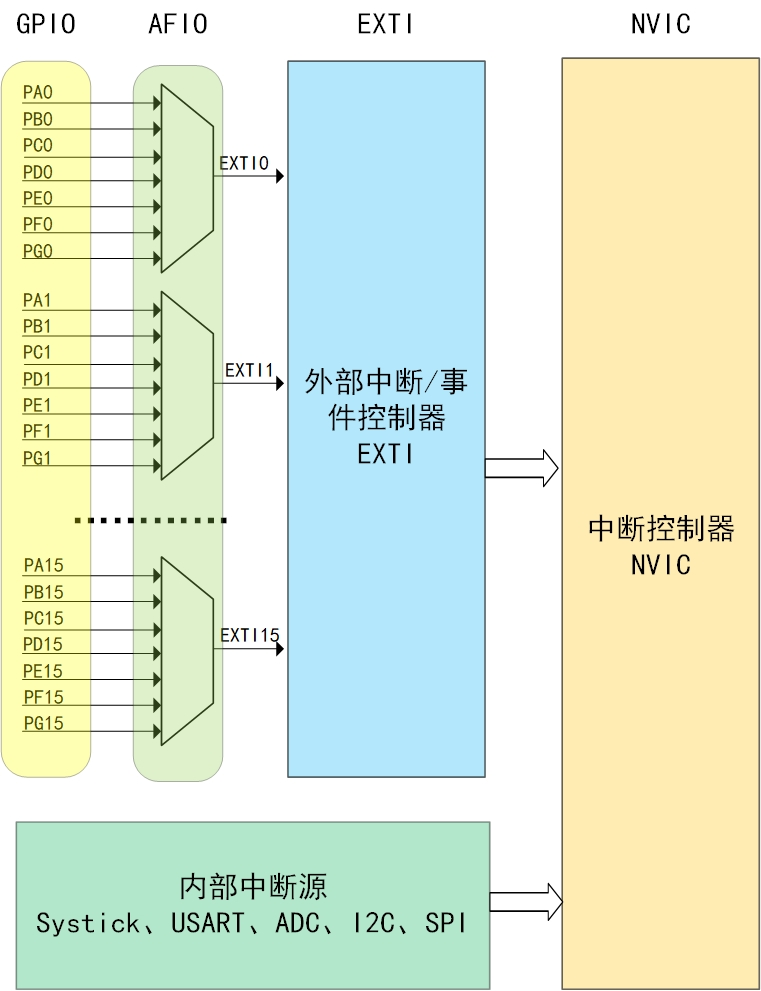 GPIO
AFIO
EXTI
NVIC
PA0
PB0
PC0
PD0
PE0
PF0
PG0
EXTI0
PA1
PB1
PC1
PD1
PE1
PF1
PG1
EXTI1
PA15
PB15
PC15
PD15
PE15
PF15
PG15
EXTI15
外部中断/事
件控制器
EXTI
中断控制器
NVIC
内部中断源
Systick、USART、ADC、I2C、SPI